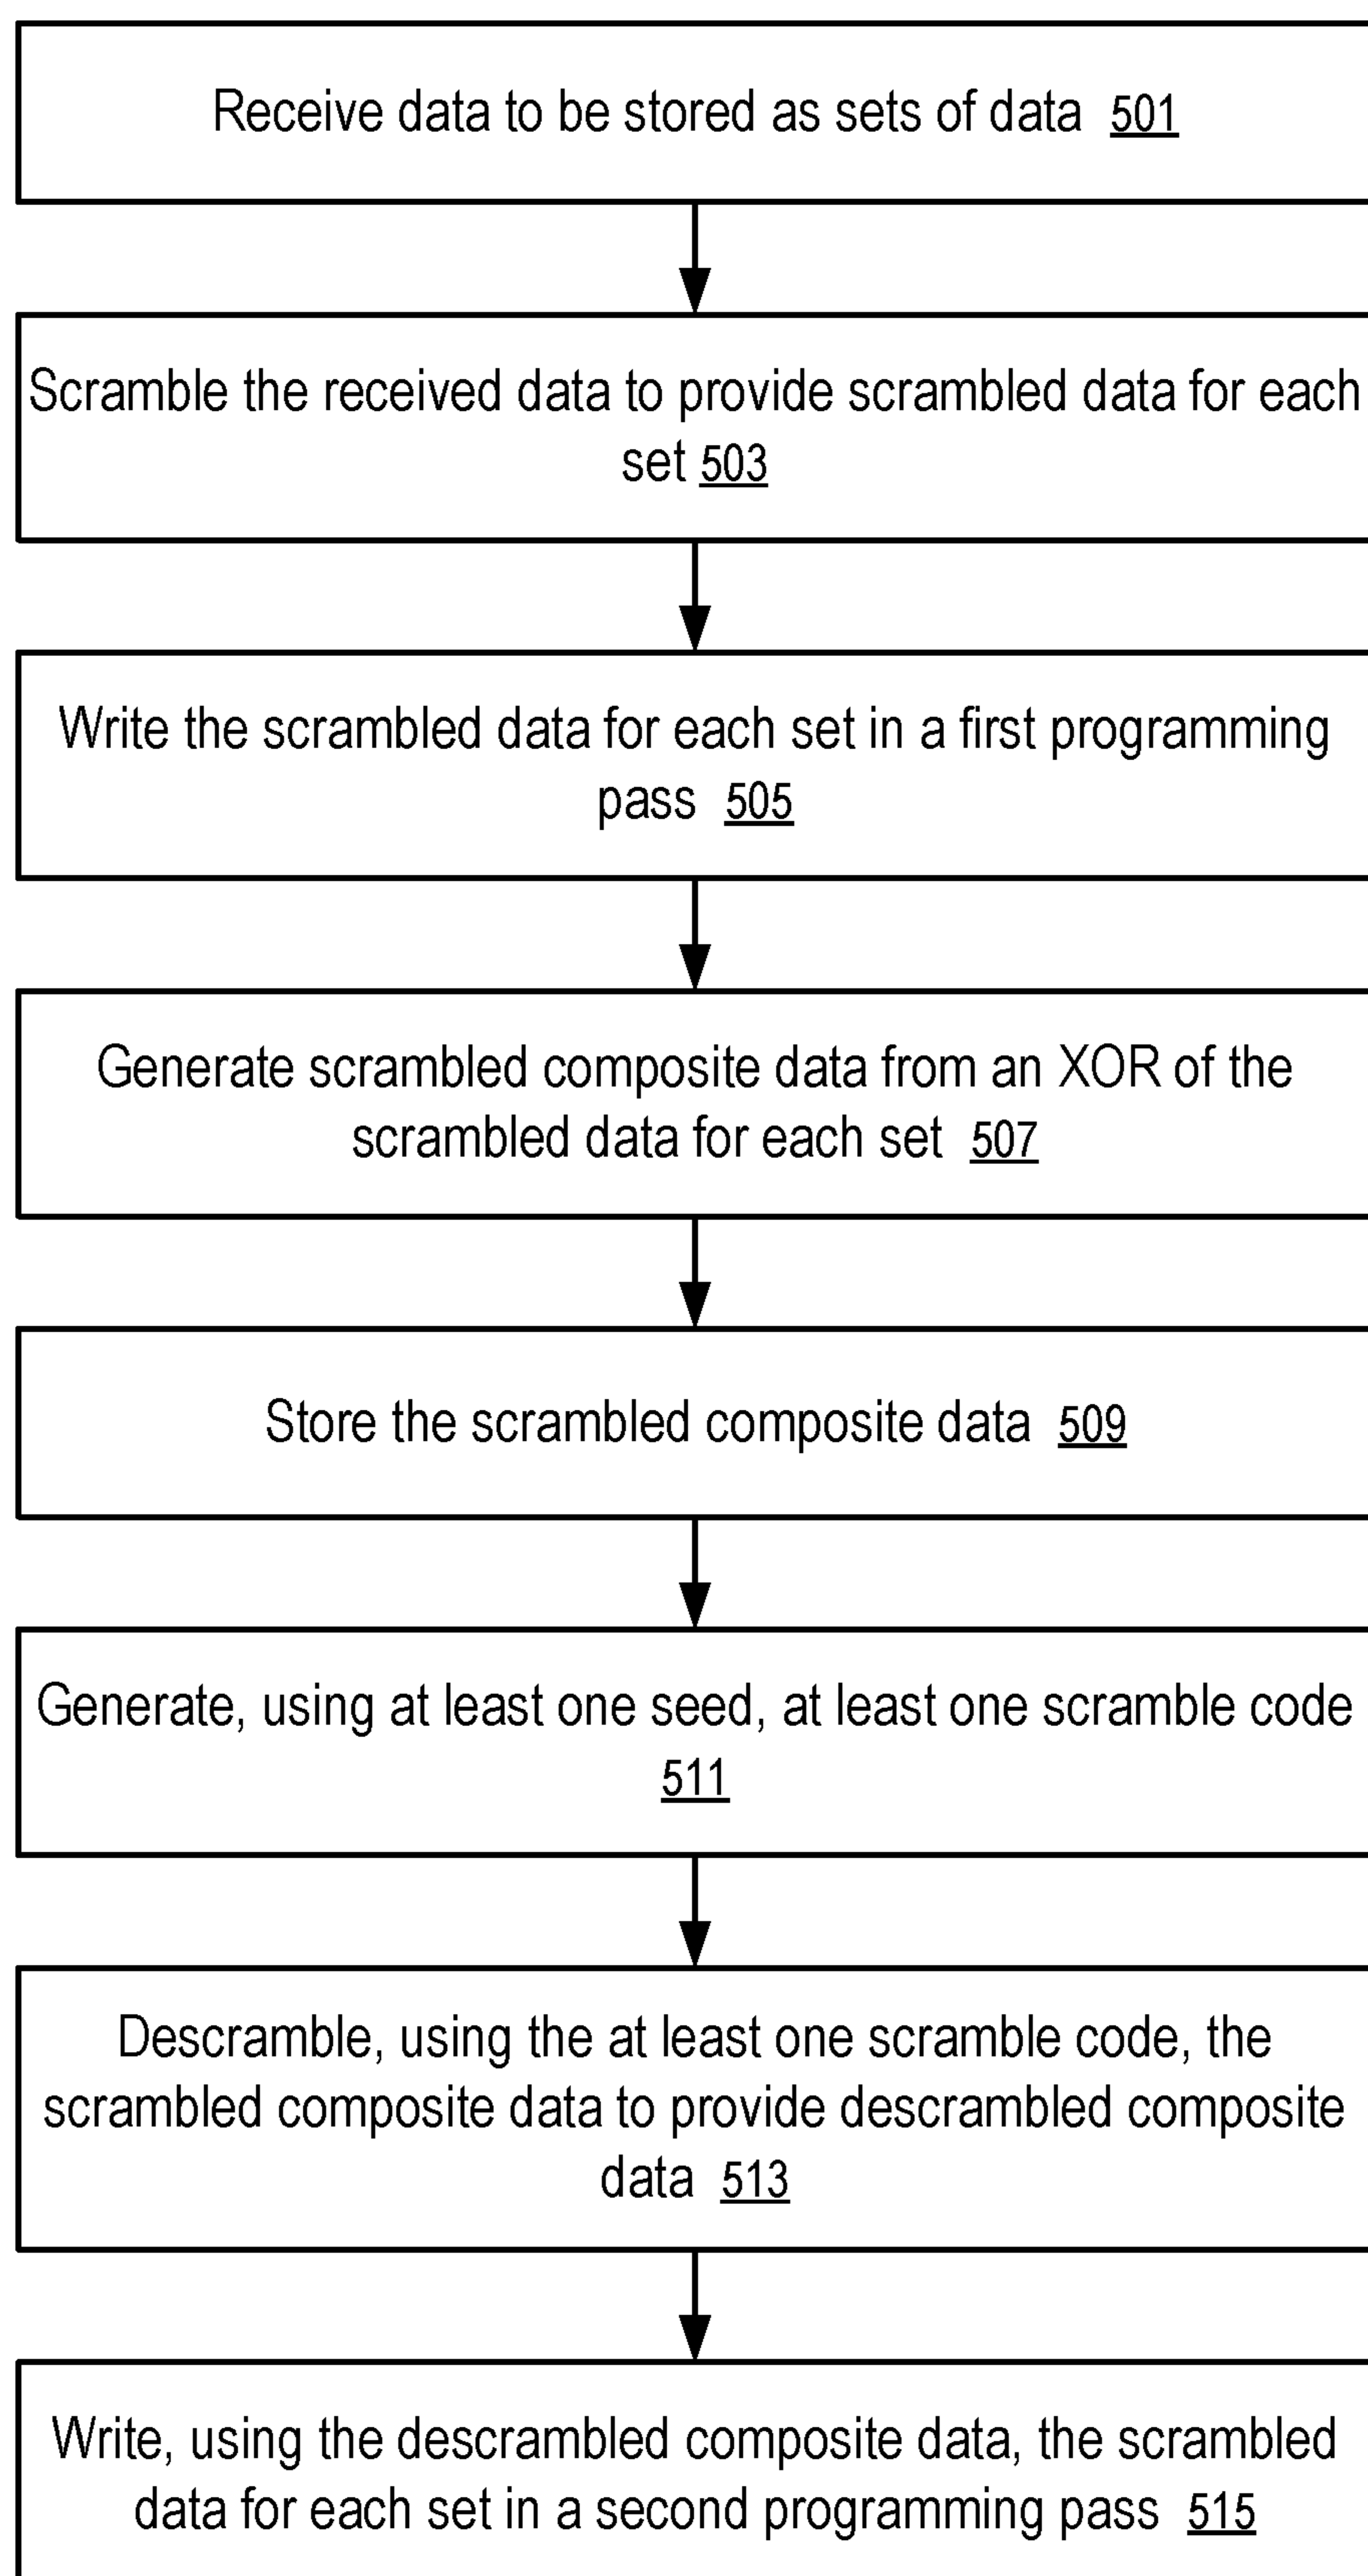 Receive data to be stored as sets of data 501
Scramble the received data to provide scrambled data for each
set 503
Write the scrambled data for each set in a first programming
pass 505
Generate scrambled composite data from an XOR of the
scrambled data for each set 507
Store the scrambled composite data 509
Generate, using at least one seed, at least one scramble code
511
Descramble, using the at least one scramble code, the
scrambled composite data to provide descrambled composite
data 513
Write, using the descrambled composite data, the scrambled
data for each set in a second programming pass 515